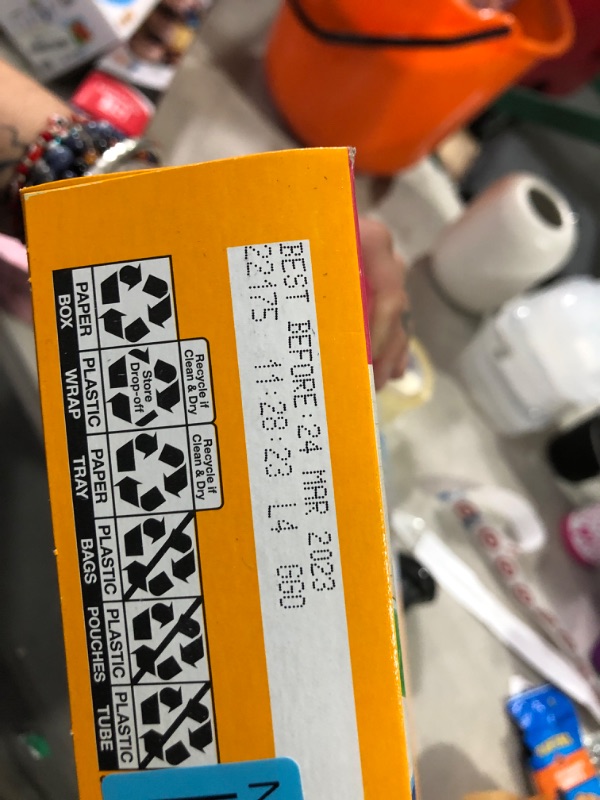 BEST BEFORE 24 MAR 2023
22175 11:28:23 L4 GGO
Recycle if
Clean & Dry
Recycle if
Clean & Dry
Store
Drop-off
PAPER
BOX
PLASTIC
WRAP
PAPER
TRAY
PLASTIC
BAGS
PLASTIC
POUCHES
PLASTIC
TUBE